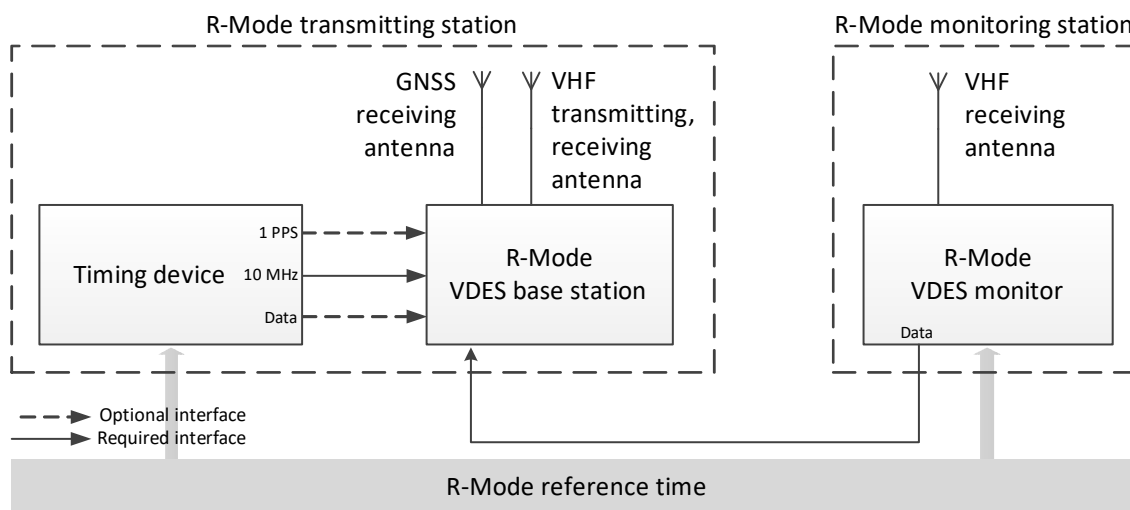 R-Mode transmitting station
R-Mode monitoring station
GNSS
receiving
antenna
VHF
transmitting,
receiving
antenna
VHF
receiving
antenna
Timing device
1 PPS
10 MHz
Data
R-Mode
VDES base station
R-Mode
VDES monitor
Data
Optional interface
Required interface
R-Mode reference time